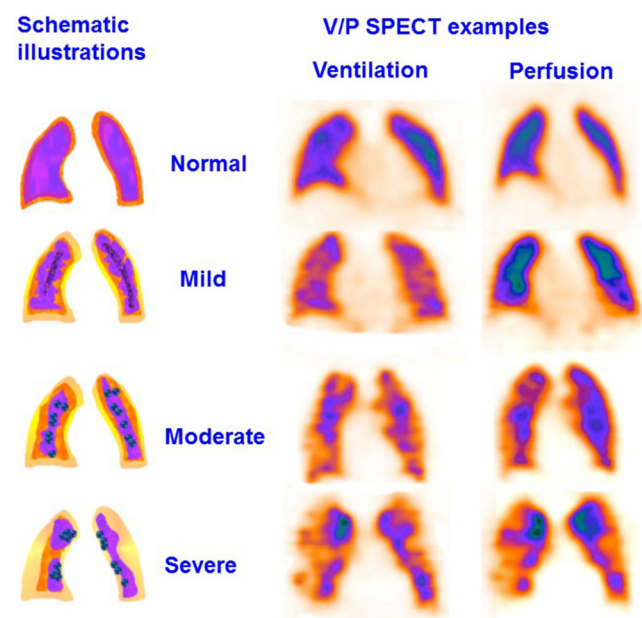 Schematic
illustrations
V/P SPECT examples
Ventilation
Perfusion
Normal
Mild
Moderate
Severe